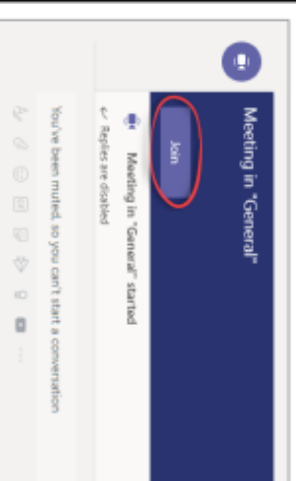 Meeting in "General"
Join
Meeting in "General" started
Replies are disabled
You've been muted, so you can't start a conversation